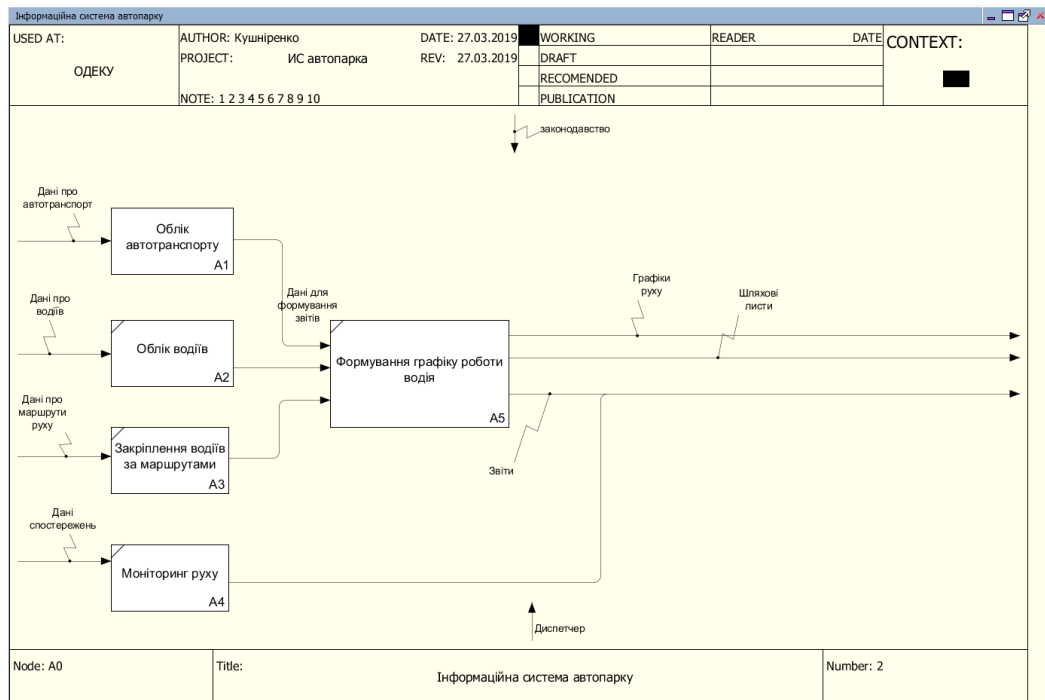 Інформаційна система автопарку
USED AT:
ОДЕКУ
AUTHOR: Кушніренко
DATE: 27.03.2019
PROJECT: ИС автопарка
REV: 27.03.2019
NOTE: 1 2 3 4 5 6 7 8 9 10
WORKING
DRAFT
RECOMENDED
PUBLICATION
READER DATE
CONTEXT:
законодавство
Дані про
автотранспорт
Облік
автотранспорту
A1
Дані про
водіїв
Облік водіїв
A2
Дані для
формування
звітів
Графіки
руху
Шляхові
листи
Формування графіку роботи
водія
A5
Дані про
маршрути
руху
Закріплення водіїв
за маршрутами
A3
Звіти
Дані
спостережень
Моніторинг руху
A4
Диспетчер
Node: A0
Title:
Інформаційна система автопарку
Number: 2